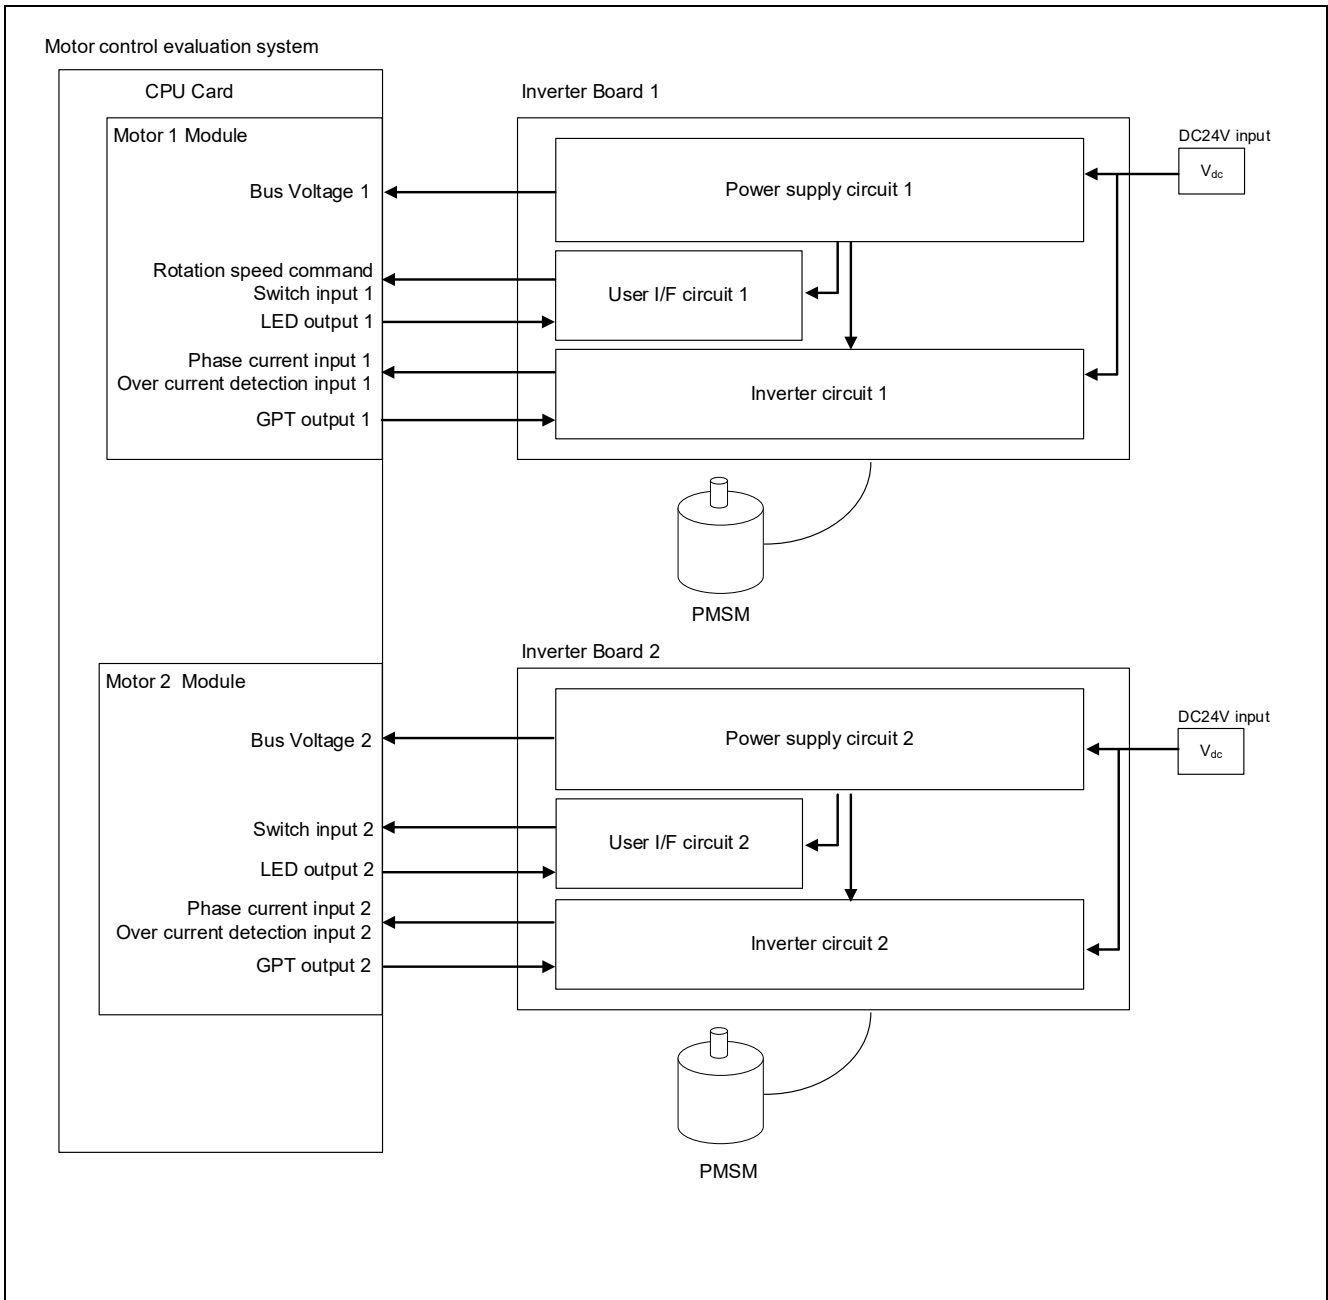 Motor control evaluation system
CPU Card
Inverter Board 1
Motor 1 Module
DC24V input
Vdc
Bus Voltage 1
Power supply circuit 1
Rotation speed command
Switch input 1
User I/F circuit 1
LED output 1
Phase current input 1
Over current detection input 1
Inverter circuit 1
GPT output 1
PMSM
Inverter Board 2
Motor 2 Module
DC24V input
Vdc
Bus Voltage 2
Power supply circuit 2
Switch input 2
User I/F circuit 2
LED output 2
Phase current input 2
Over current detection input 2
Inverter circuit 2
GPT output 2
PMSM